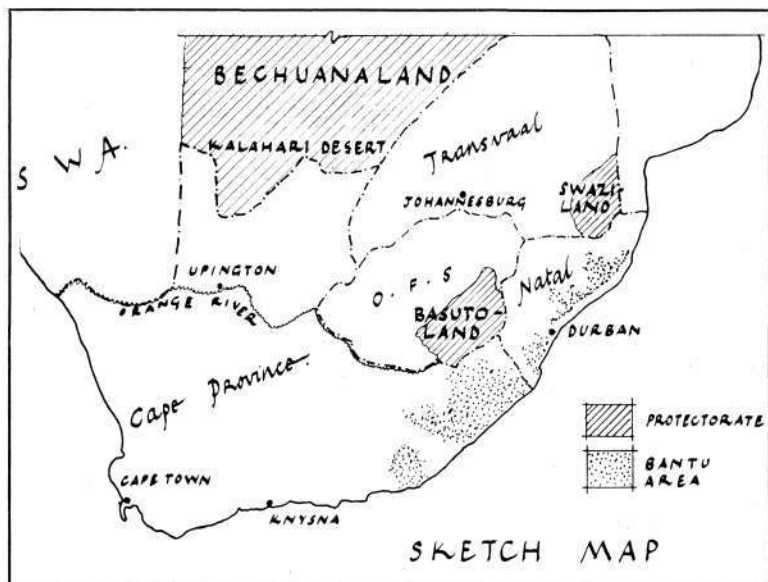 BECHUANALAND
KALAHARI DESERT
S W A.
Transvaal
JOHANNESBURG
SWAZI-
LAND
UPINGTON
ORANGE RIVER
O. F. S
BASUTO-
LAND
Natal
DURBAN
Cape Province.
CAPE TOWN
KNYSNA
PROTECTORATE
BANTU
AREA
SKETCH MAP